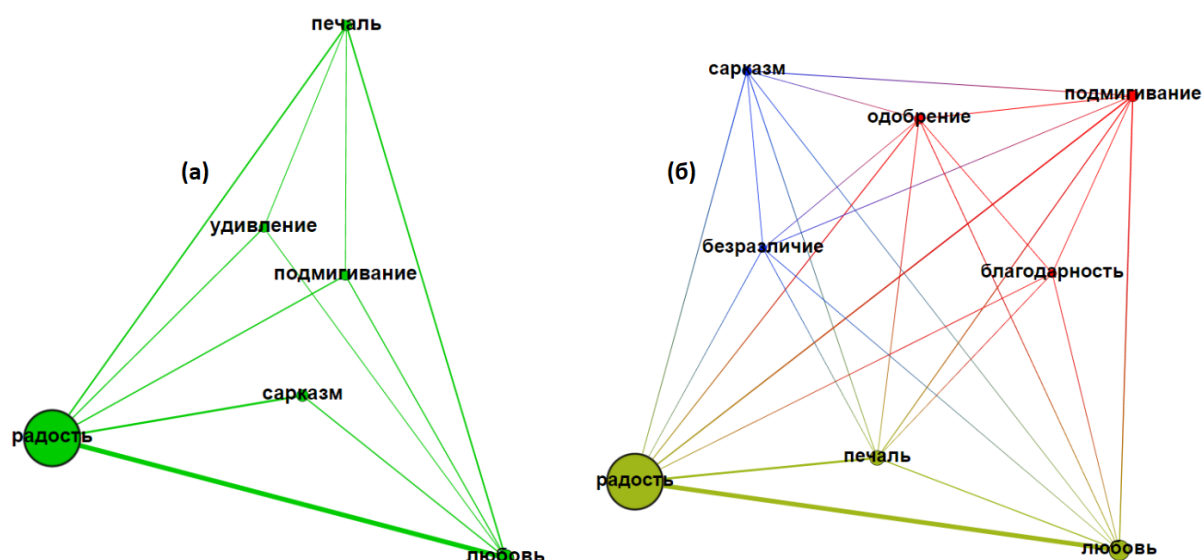 печаль
(а)
удивление
подмигивание
сарказм
радость
любовь
сарказм
подмигивание
одобрение
(б)
безразличие
благодарность
печаль
радость
любовь